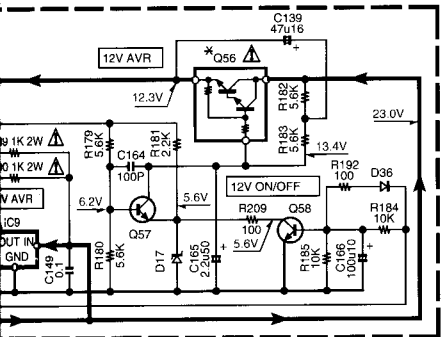 C139
47u16
12V AVR
* Q56
12.3V
R182
5.6K
23.0V
R183
5.6K
13.4V
1K 2W
R179
5.6K
R181
2.2K
C164
100P
1K 2W
R192
100
D36
12V ON/OFF
AVR
6.2V
5.6V
R209
100
Q58
R184
10K
IC9
Q57
5.6V
OUT IN
GND
C149
0.1
R180
5.6K
D17
C165
2.2u50
R185
10K
C166
100u10